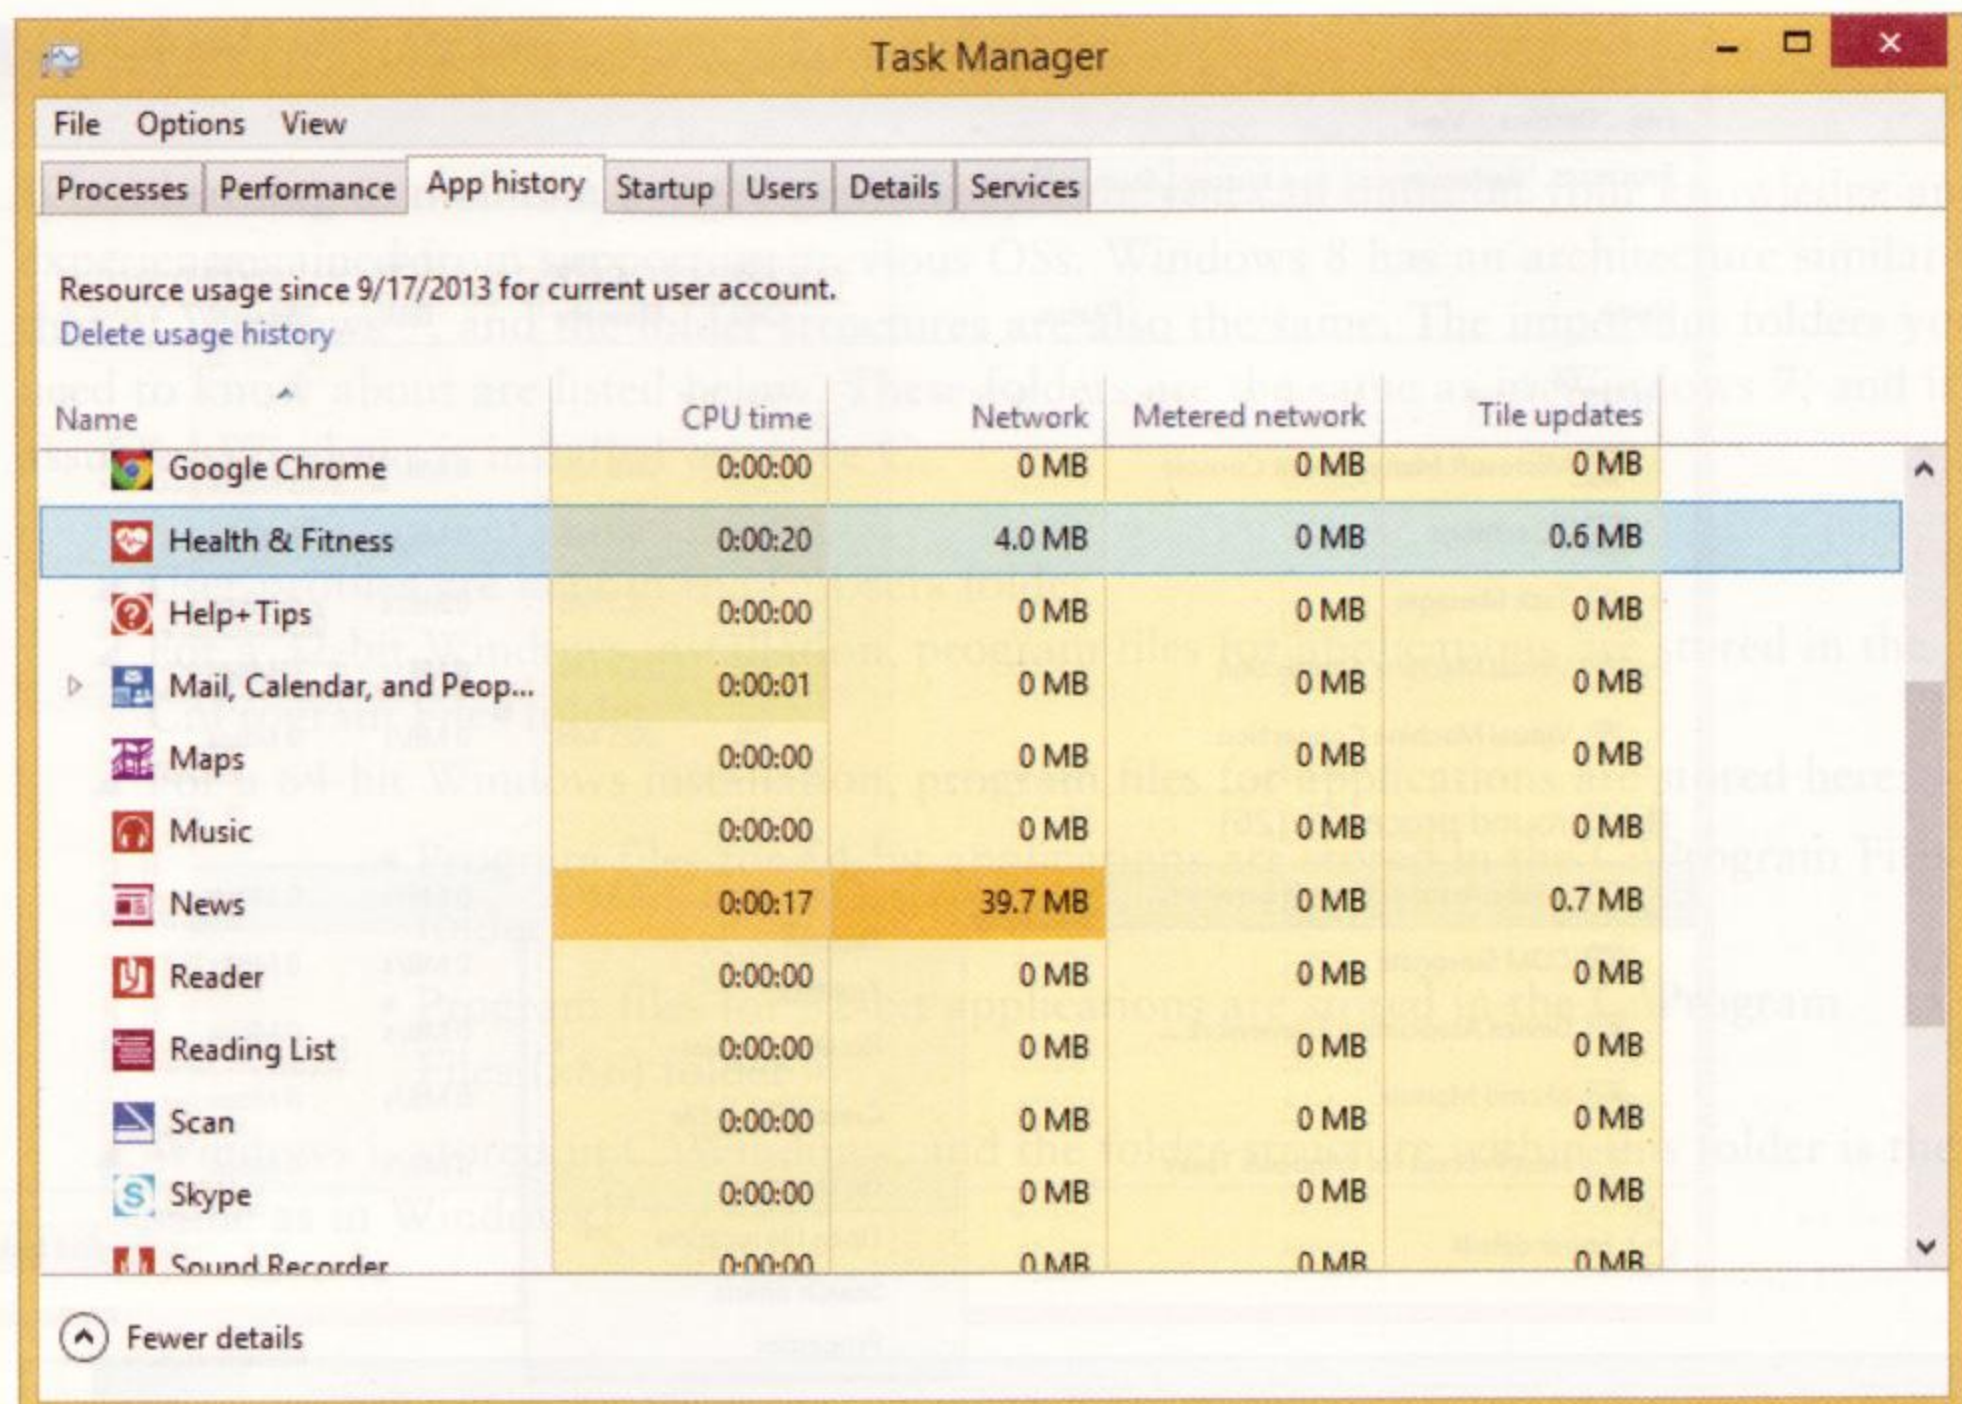 Task Manager
File Options View
Processes Performance App history Startup Users Details Services
Resource usage since 9/17/2013 for current user account.
Delete usage history
Name CPU time Network Metered network Tile updates
Google Chrome 0:00:00 0 MB 0 MB 0 MB
Health & Fitness 0:00:20 4.0 MB 0 MB 0.6 MB
Help+Tips 0:00:00 0 MB 0 MB 0 MB
Mail, Calendar, and Peop... 0:00:01 0 MB 0 MB 0 MB
Maps 0:00:00 0 MB 0 MB 0 MB
Music 0:00:00 0 MB 0 MB 0 MB
News 0:00:17 39.7 MB 0 MB 0.7 MB
Reader 0:00:00 0 MB 0 MB 0 MB
Reading List 0:00:00 0 MB 0 MB 0 MB
Scan 0:00:00 0 MB 0 MB 0 MB
Skype 0:00:00 0 MB 0 MB 0 MB
Sound Recorder 0:00:00 0 MB 0 MB 0 MB
Fewer details